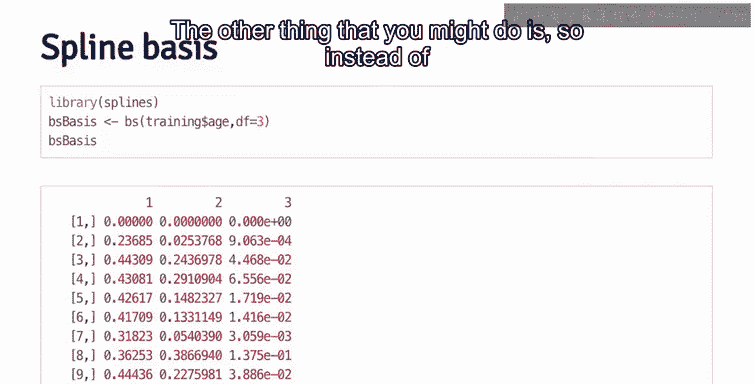 The other thing that you might do is, so
instead of
Spline basis
library(splines)
bsBasis <- bs(training$age,df=3)
bsBasis
1 2 3
[1,] 0.00000 0.0000000 0.000e+00
[2,] 0.23685 0.0253768 9.063e-04
[3,] 0.44309 0.2436978 4.468e-02
[4,] 0.43081 0.2910904 6.556e-02
[5,] 0.42617 0.1482327 1.719e-02
[6,] 0.41709 0.1331149 1.416e-02
[7,] 0.31823 0.0540390 3.059e-03
[8,] 0.36253 0.3866940 1.375e-01
[9,] 0.44436 0.2275981 3.886e-02